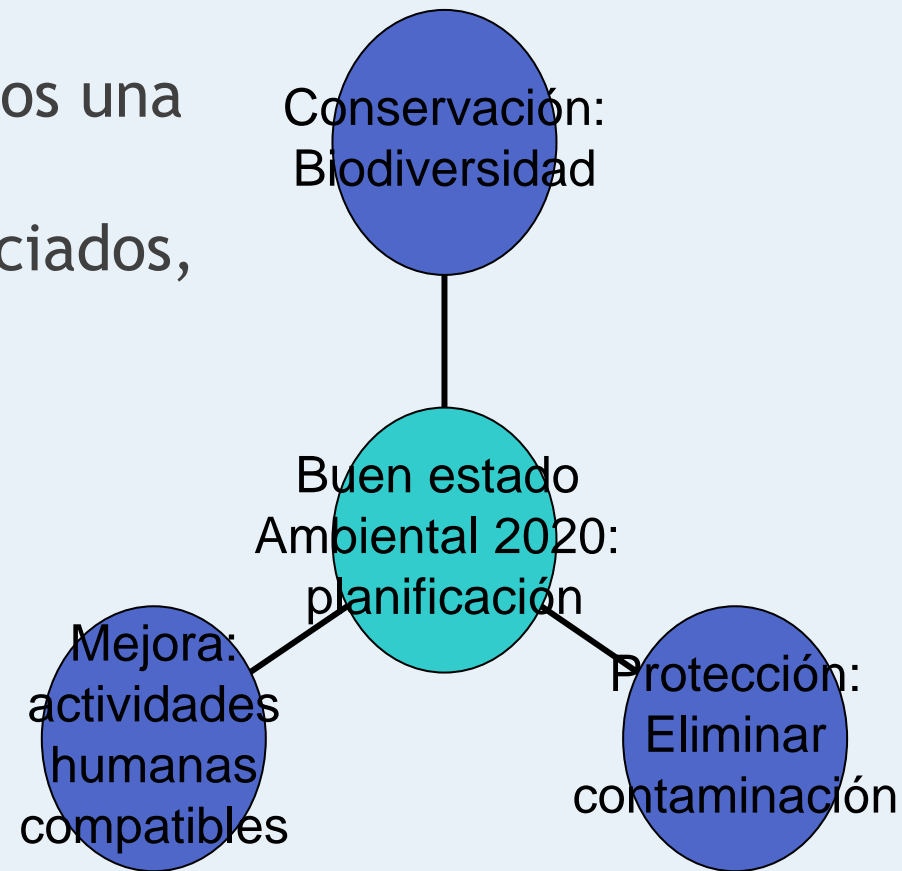 os una
ciados,
Conservación:
Biodiversidad
Buen estado
Ambiental 2020:
planificación
Mejora:
actividades
humanas
compatibles
Protección:
Eliminar
contaminación